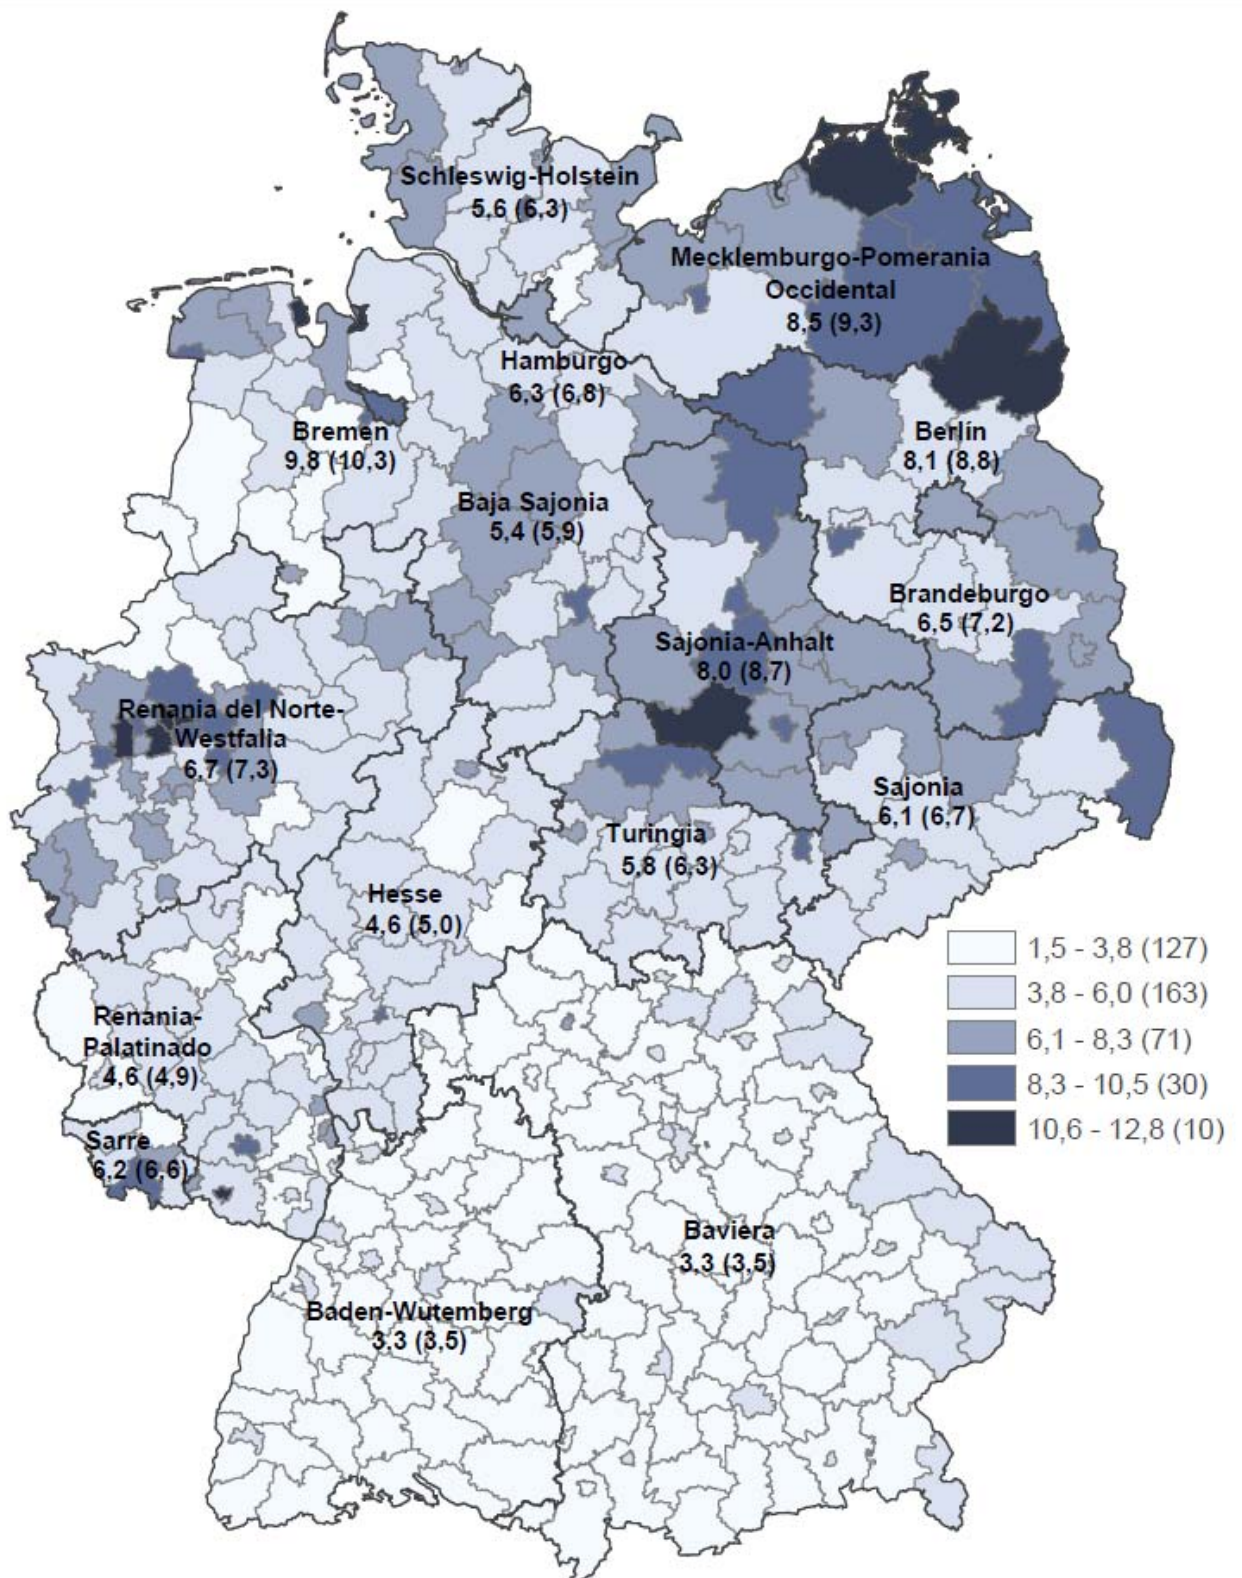 Schleswig-Holstein
5,6 (6,3)
Mecklemburgo-Pomerania
Occidental
8,5 (9,3)
Hamburgo
6,3 (6,8)
Bremen
9,8 (10,3)
Berlín
8,1 (8,8)
Baja Sajonia
5,4 (5,9)
Brandeburgo
6,5 (7,2)
Sajonia-Anhalt
8,0 (8,7)
Renania del Norte-
Westfalia
6,7 (7,3)
Sajonia
6,1 (6,7)
Turingia
5,8 (6,3)
Hesse
4,6 (5,0)
Renania-
Palatinado
4,6 (4,9)
Sarre
6,2 (6,6)
Baviera
3,3 (3,5)
Baden-Wutemberg
3,3 (3,5)
1,5 - 3,8 (127)
3,8 - 6,0 (163)
6,1 - 8,3 (71)
8,3 - 10,5 (30)
10,6 - 12,8 (10)